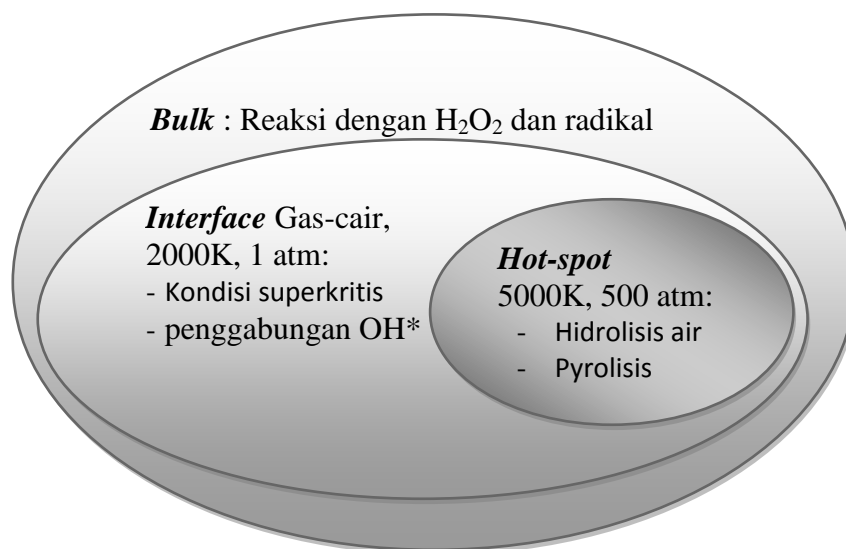 Bulk : Reaksi dengan H₂O₂ dan radikal
Interface Gas-cair,
2000K, 1 atm:
- Kondisi superkritis
- penggabungan OH*
Hot-spot
5000K, 500 atm:
- Hidrolisis air
- Pyrolisis